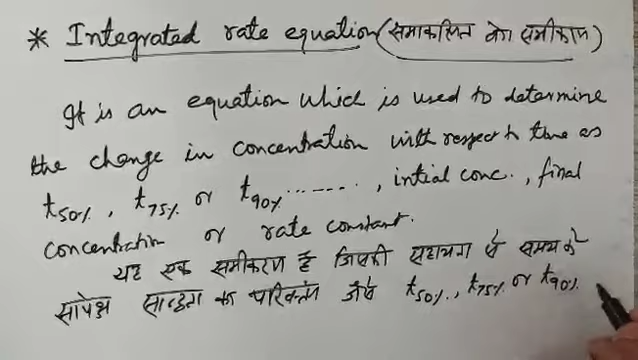 * Integrated rate equation (समाकलित वेग समीकरण)
It is an equation which is used to determine
the change in concentration with respect to time as
t50%, t75% or t90% ......., intial conc., final
concentration or rate constant.
यह एक समीकरण है जिसकी सहायता से समय के
सापेक्ष सान्द्रता का परिवर्तन जैसे t50%, t75% or t90%